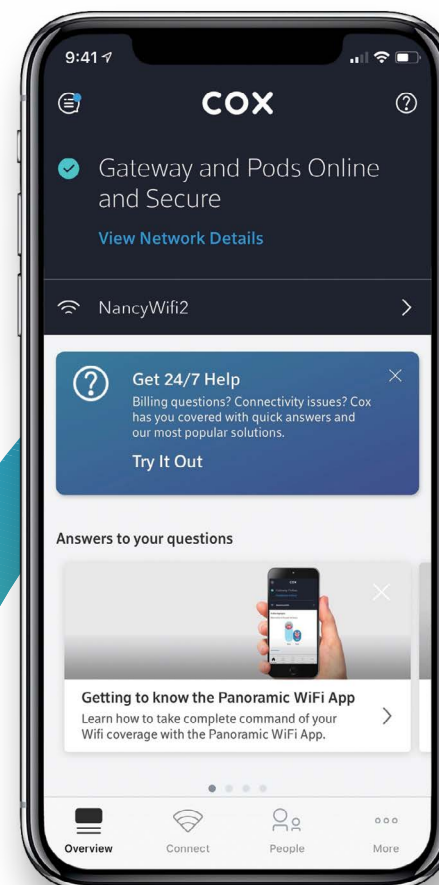 9:41
COX
Gateway and Pods Online
and Secure
View Network Details
NancyWifi2
Get 24/7 Help
Billing questions? Connectivity issues? Cox
has you covered with quick answers and
our most popular solutions.
Try It Out
Answers to your questions
Getting to know the Panoramic WiFi App
Learn how to take complete command of your
Wifi coverage with the Panoramic WiFi App.
Overview
Connect
People
More